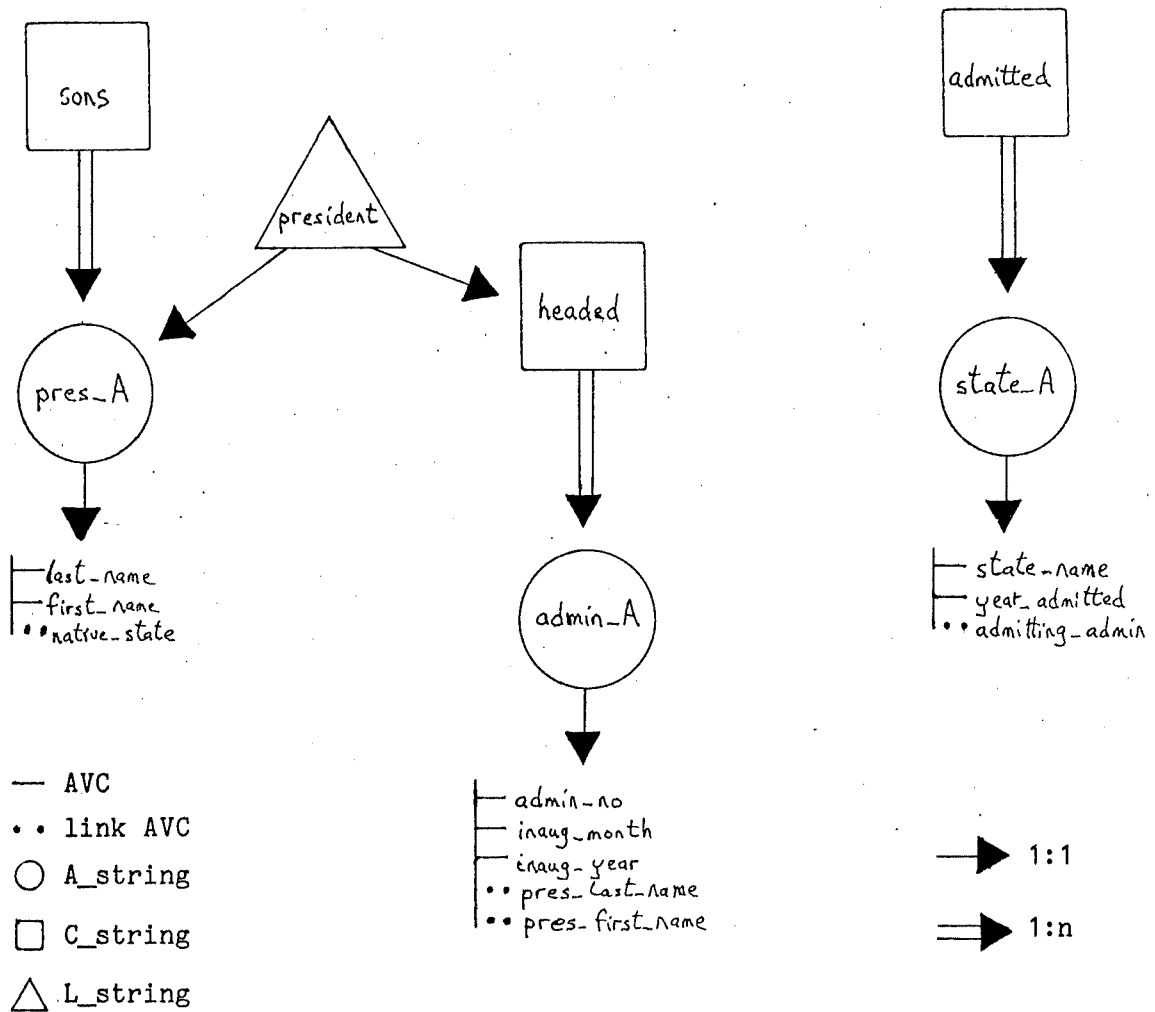 sons
admitted
president
headed
pres_A
state_A
last_name
first_name
native_state
state_name
year_admitted
admitting_admin
admin_A
admin_no
inaug_month
inaug_year
pres_last_name
pres_first_name
AVC
link AVC
A_string
C_string
L_string
1:1
1:n